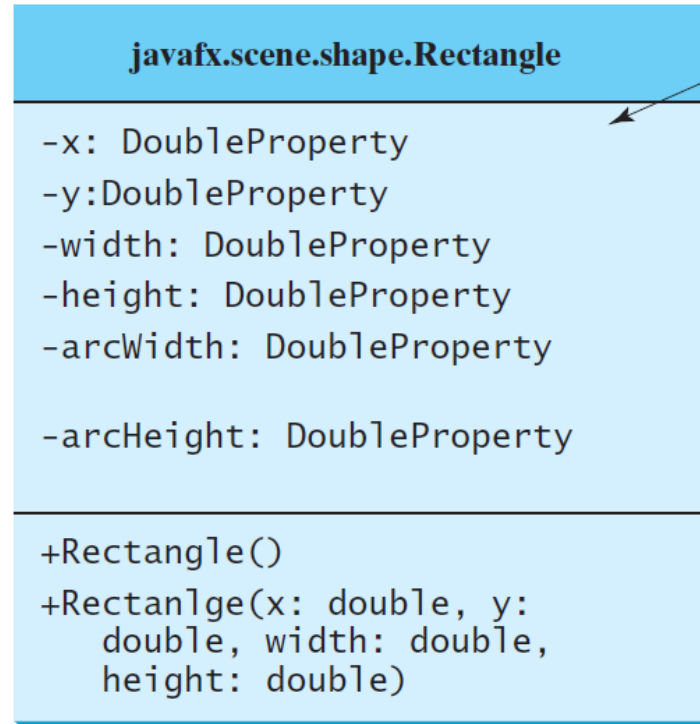 javafx.scene.shape.Rectangle
-x: DoubleProperty
-y:DoubleProperty
-width: DoubleProperty
-height: DoubleProperty
-arcWidth: DoubleProperty
-arcHeight: DoubleProperty
+Rectangle()
+Rectanlge(x: double, y:
double, width: double,
height: double)